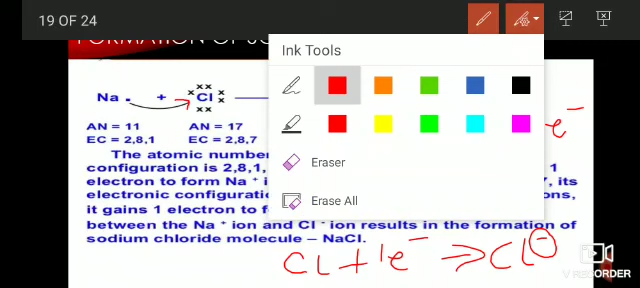 19 OF 24
FORMATION OF SO
Ink Tools
Na + Cl
e⁻
AN = 11 AN = 17
EC = 2,8,1 EC = 2,8,7
The atomic number
configuration is 2,8,1, 1
electron to form Na⁺ i 7, its
electronic configura ons,
it gains 1 electron to f
between the Na⁺ ion and Cl⁻ ion results in the formation of
sodium chloride molecule – NaCl.
Eraser
Erase All
Cl + 1e⁻ ⇒ Cl⁻
V RECORDER